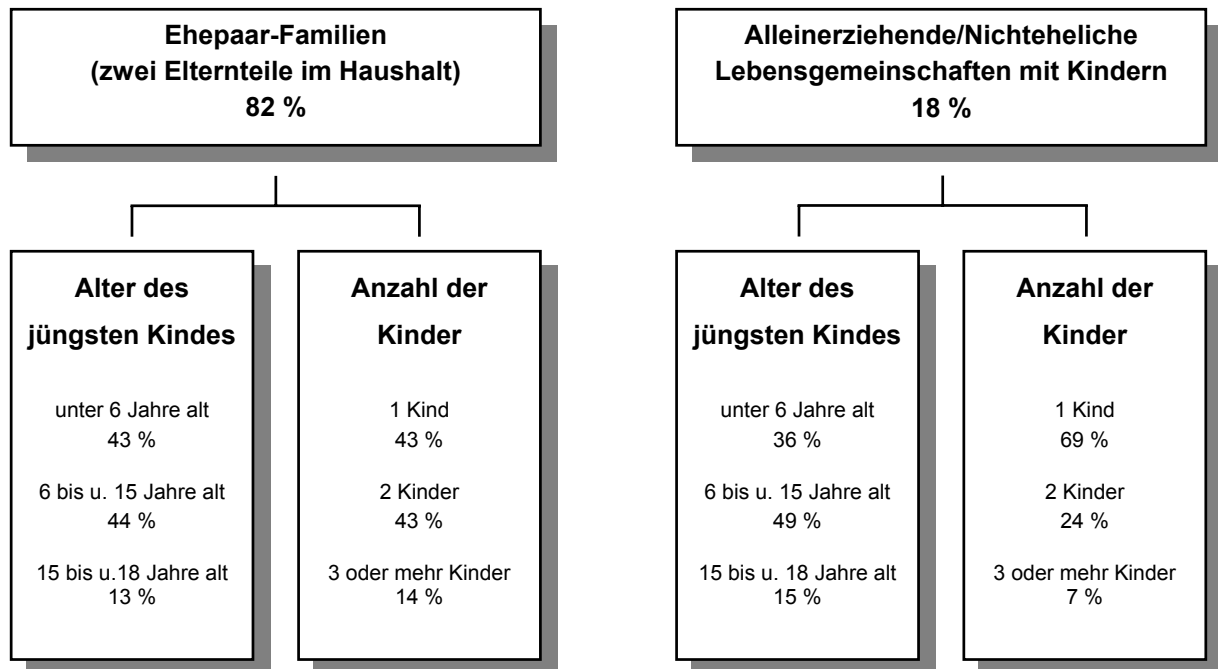 Ehepaar-Familien
(zwei Elternteile im Haushalt)
82 %
Alleinerziehende/Nichteheliche
Lebensgemeinschaften mit Kindern
18 %
Alter des
jüngsten Kindes
unter 6 Jahre alt
43 %
6 bis u. 15 Jahre alt
44 %
15 bis u.18 Jahre alt
13 %
Anzahl der
Kinder
1 Kind
43 %
2 Kinder
43 %
3 oder mehr Kinder
14 %
Alter des
jüngsten Kindes
unter 6 Jahre alt
36 %
6 bis u. 15 Jahre alt
49 %
15 bis u. 18 Jahre alt
15 %
Anzahl der
Kinder
1 Kind
69 %
2 Kinder
24 %
3 oder mehr Kinder
7 %